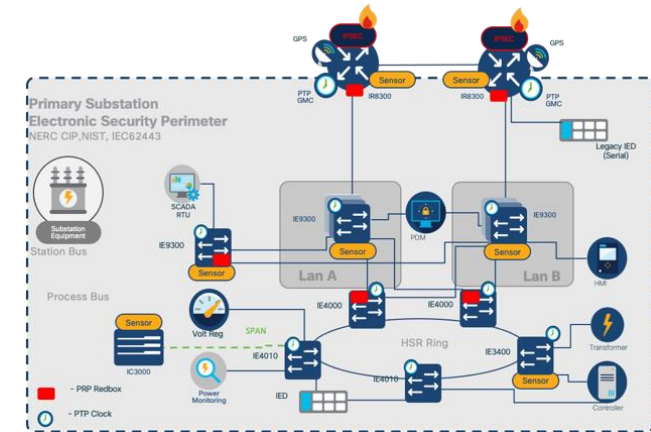 IPSEC
IPSEC
GPS
GPS
Sensor
Sensor
PTP
GMC
IR8300
IR8300
PTP
GMC
Primary Substation
Electronic Security Perimeter
NERC CIP,NIST, IEC62443
Legacy IED
(Serial)
SCADA
RTU
Substation
Equipment
Station Bus
IE9300
IE9300
PDM
IE9300
Sensor
Sensor
Sensor
Lan A
Lan B
HMI
Process Bus
IE4000
IE4000
Volt Reg
SPAN
HSR Ring
Transformer
Sensor
IC3000
IE4010
IE3400
Power
Monitoring
IE4010
Sensor
IED
Controller
- PRP Redbox
- PTP Clock